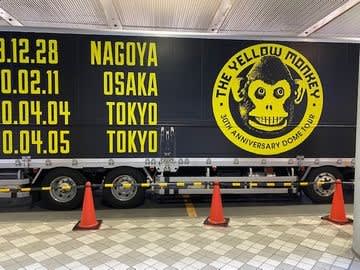 9.12.28 NAGOYA
0.02.11 OSAKA
0.04.04 TOKYO
0.04.05 TOKYO
THE YELLOW MONKEY
30TH ANNIVERSARY DOME TOUR